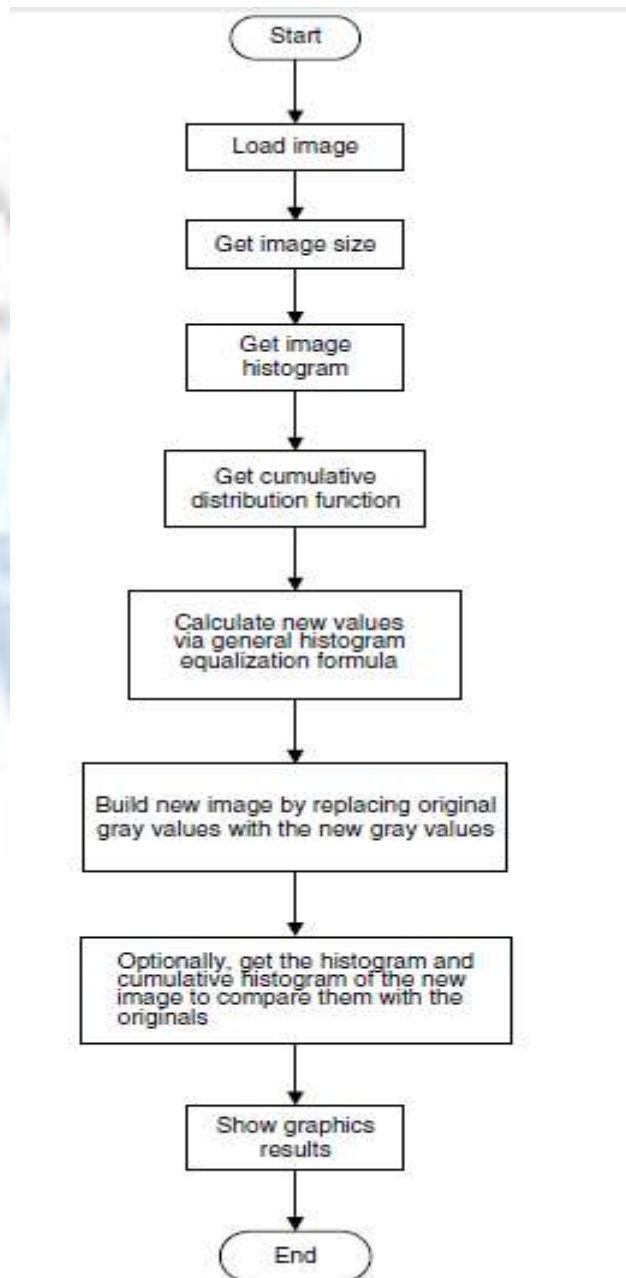 Start
Load image
Get image size
Get image
histogram
Get cumulative
distribution function
Calculate new values
via general histogram
equalization formula
Build new image by replacing original
gray values with the new gray values
Optionally, get the histogram and
cumulative histogram of the new
image to compare them with the
originals
Show graphics
results
End